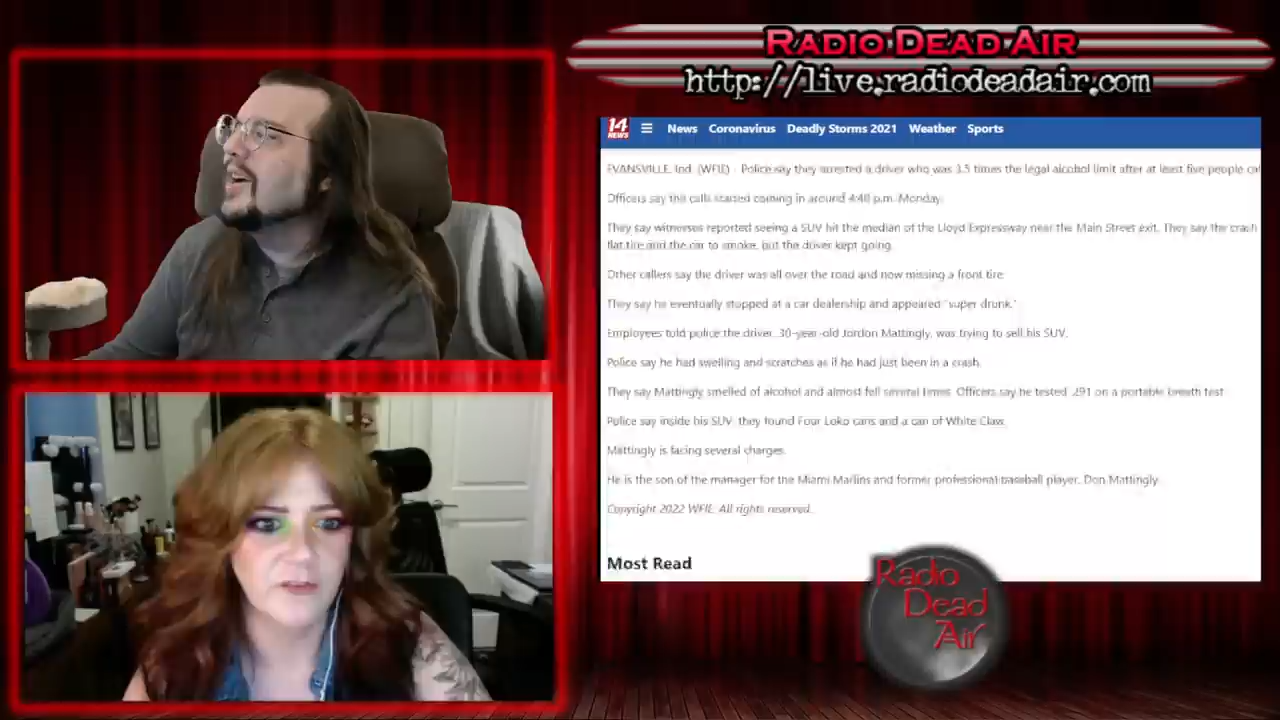 RADIO DEAD AIR
http://live.radiodeadair.com
14 NEWS ☰ News Coronavirus Deadly Storms 2021 Weather Sports
EVANSVILLE, Ind. (WFIE) - Police say they arrested a driver who was 3.5 times the legal alcohol limit after at least five people
Officers say the calls started coming in around 4:40 p.m. Monday.
They say witnesses reported seeing a SUV hit the median of the Lloyd Expressway near the Main Street exit. They say the crash
flat tire and the car to smoke, but the driver kept going.
Other callers say the driver was all over the road and now missing a front tire.
They say he eventually stopped at a car dealership and appeared "super drunk."
Employees told police the driver, 30-year-old Jordon Mattingly, was trying to sell his SUV.
Police say he had swelling and scratches as if he had just been in a crash.
They say Mattingly smelled of alcohol and almost fell several times. Officers say he tested .291 on a portable breath test.
Police say inside his SUV, they found Four Loko cans and a can of White Claw.
Mattingly is facing several charges.
He is the son of the manager for the Miami Marlins and former professional baseball player, Don Mattingly.
Copyright 2022 WFIE. All rights reserved.
Most Read
Radio
Dead
Air